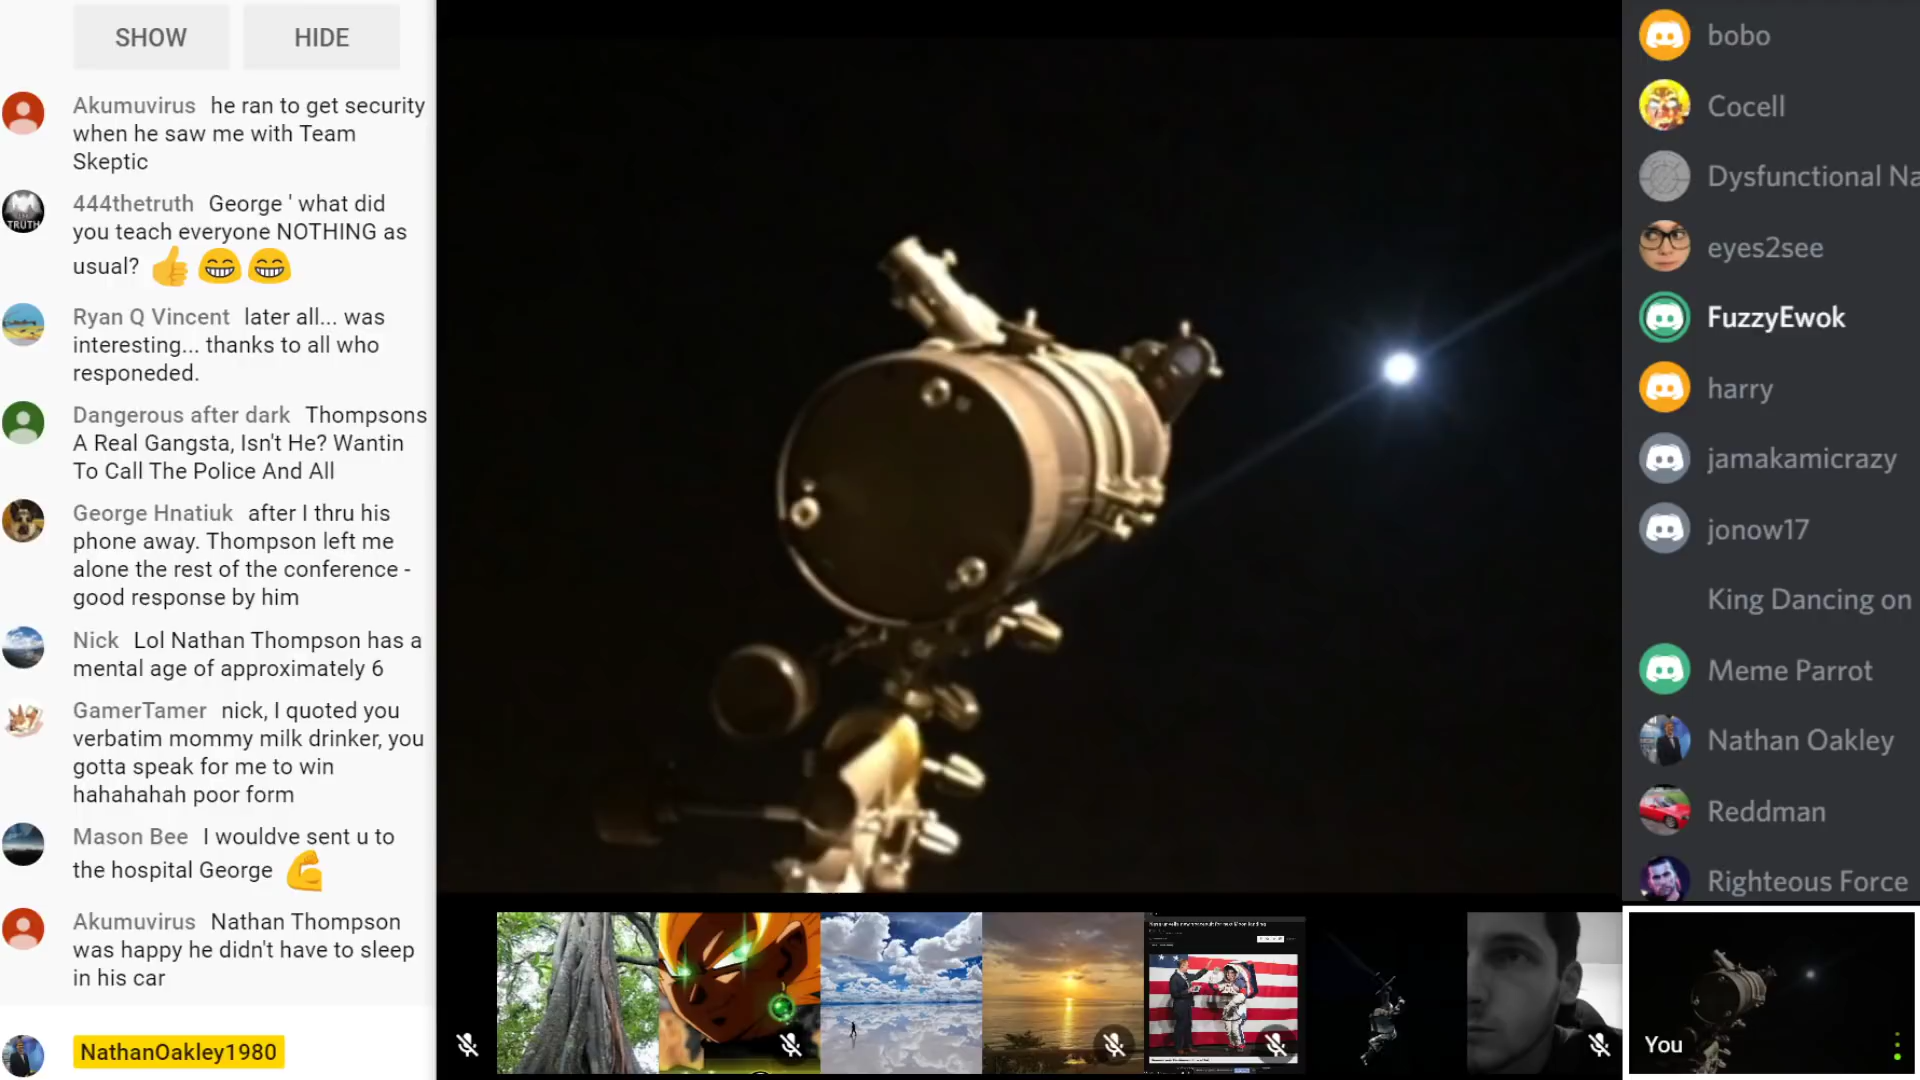 SHOW HIDE
Akumuvirus he ran to get security
when he saw me with Team
Skeptic
444thetruth George ' what did
you teach everyone NOTHING as
usual?
Ryan Q Vincent later all... was
interesting... thanks to all who
responeded.
Dangerous after dark Thompsons
A Real Gangsta, Isn't He? Wantin
To Call The Police And All
George Hnatiuk after I thru his
phone away. Thompson left me
alone the rest of the conference -
good response by him
Nick Lol Nathan Thompson has a
mental age of approximately 6
GamerTamer nick, I quoted you
verbatim mommy milk drinker, you
gotta speak for me to win
hahahahah poor form
Mason Bee I wouldve sent u to
the hospital George
Akumuvirus Nathan Thompson
was happy he didn't have to sleep
in his car
NathanOakley1980
TRUTH
bobo
Cocell
Dysfunctional Na
eyes2see
FuzzyEwok
harry
jamakamicrazy
jonow17
King Dancing on
Meme Parrot
Nathan Oakley
Reddman
Righteous Force
You